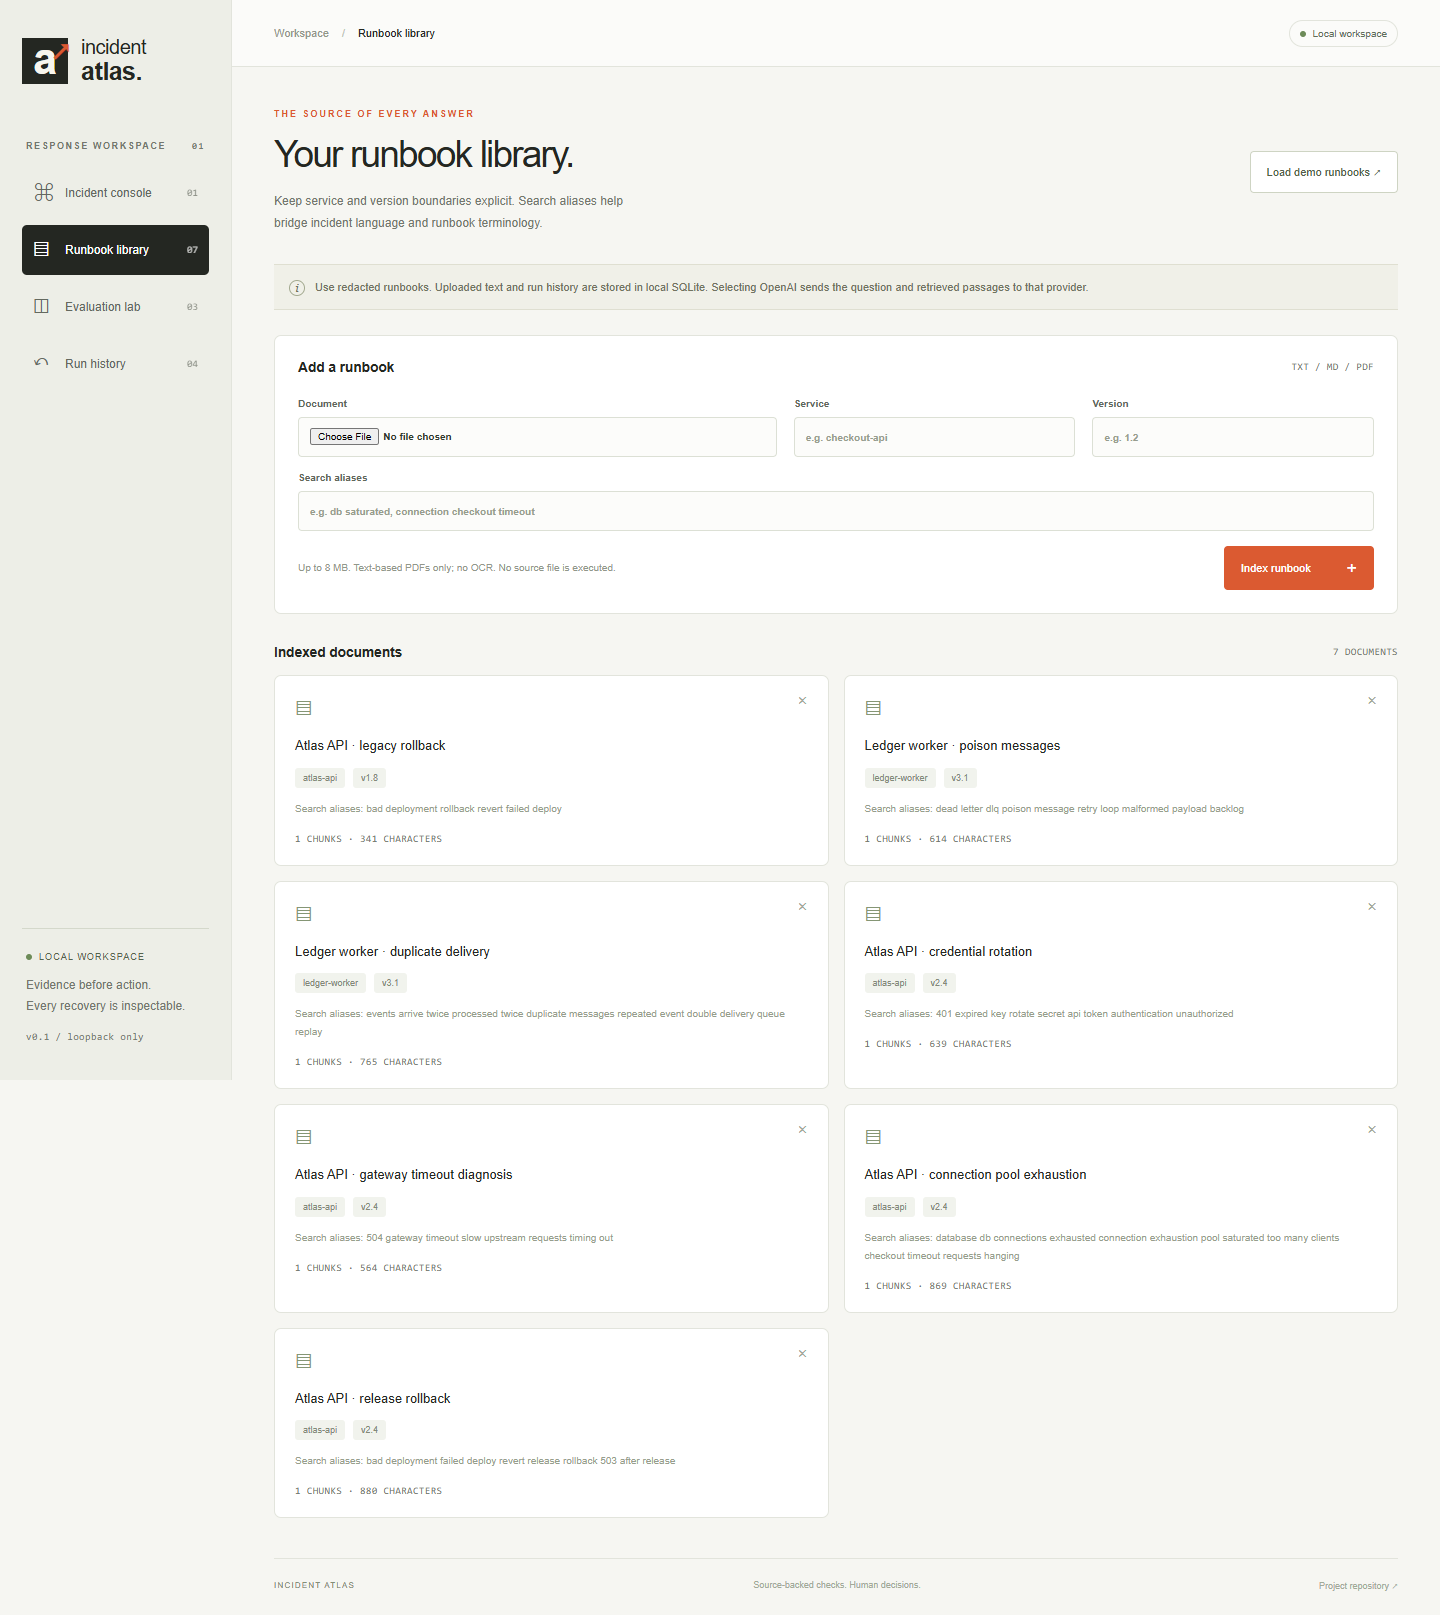 a
incident
atlas.
RESPONSE WORKSPACE 01
Incident console 01
Runbook library 07
Evaluation lab 03
Run history 04
LOCAL WORKSPACE
Evidence before action.
Every recovery is inspectable.
v0.1 / loopback only
Workspace / Runbook library
Local workspace
THE SOURCE OF EVERY ANSWER
Your runbook library.
Keep service and version boundaries explicit. Search aliases help
bridge incident language and runbook terminology.
Load demo runbooks ↗
i Use redacted runbooks. Uploaded text and run history are stored in local SQLite. Selecting OpenAI sends the question and retrieved passages to that provider.
Add a runbook
TXT / MD / PDF
Document
Service
Version
Choose File No file chosen
e.g. checkout-api
e.g. 1.2
Search aliases
e.g. db saturated, connection checkout timeout
Up to 8 MB. Text-based PDFs only; no OCR. No source file is executed.
Index runbook +
Indexed documents
7 DOCUMENTS
×
Atlas API · legacy rollback
atlas-api v1.8
Search aliases: bad deployment rollback revert failed deploy
1 CHUNKS · 341 CHARACTERS
×
Ledger worker · poison messages
ledger-worker v3.1
Search aliases: dead letter dlq poison message retry loop malformed payload backlog
1 CHUNKS · 614 CHARACTERS
×
Ledger worker · duplicate delivery
ledger-worker v3.1
Search aliases: events arrive twice processed twice duplicate messages repeated event double delivery queue
replay
1 CHUNKS · 765 CHARACTERS
×
Atlas API · credential rotation
atlas-api v2.4
Search aliases: 401 expired key rotate secret api token authentication unauthorized
1 CHUNKS · 639 CHARACTERS
×
Atlas API · gateway timeout diagnosis
atlas-api v2.4
Search aliases: 504 gateway timeout slow upstream requests timing out
1 CHUNKS · 564 CHARACTERS
×
Atlas API · connection pool exhaustion
atlas-api v2.4
Search aliases: database db connections exhausted connection exhaustion pool saturated too many clients
checkout timeout requests hanging
1 CHUNKS · 869 CHARACTERS
×
Atlas API · release rollback
atlas-api v2.4
Search aliases: bad deployment failed deploy revert release rollback 503 after release
1 CHUNKS · 880 CHARACTERS
INCIDENT ATLAS
Source-backed checks. Human decisions.
Project repository ↗